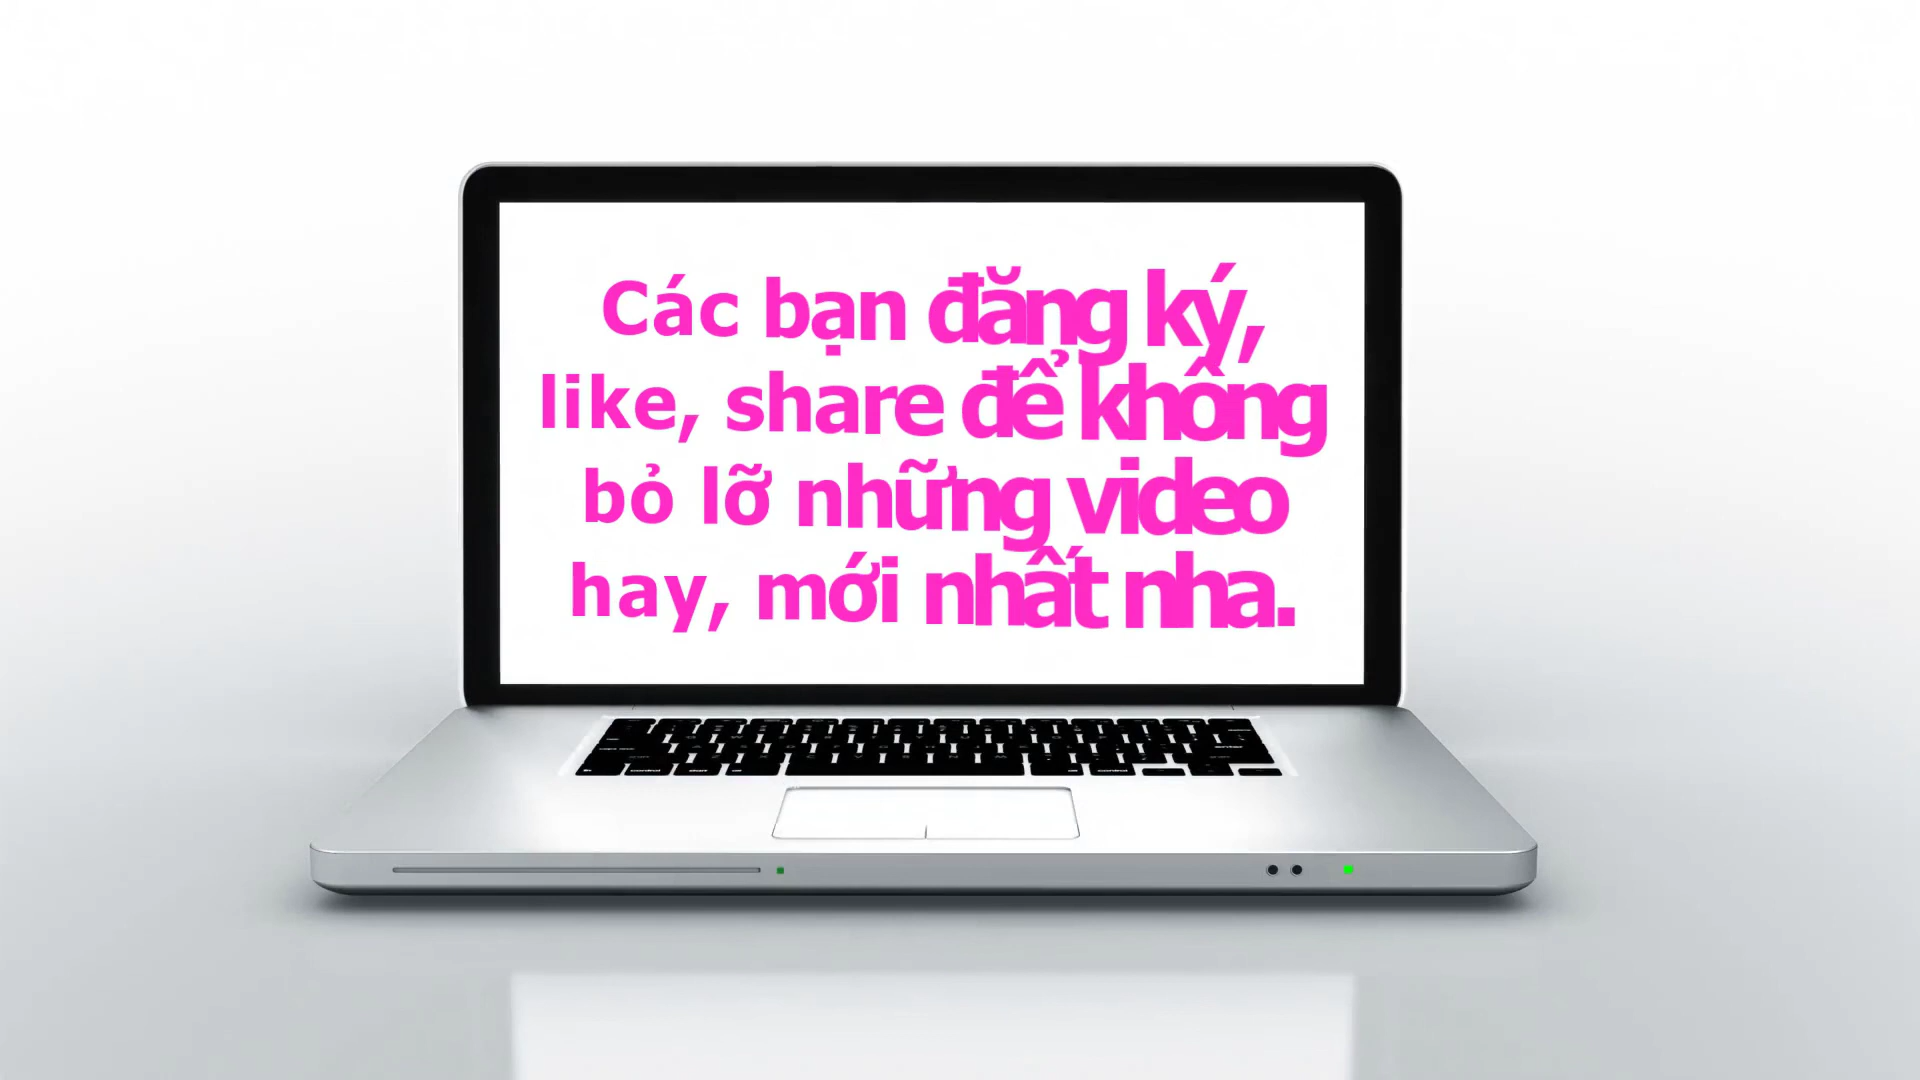 Các bạn đăng ký,
like, share để không
bỏ lỡ những video
hay, mới nhất nha.